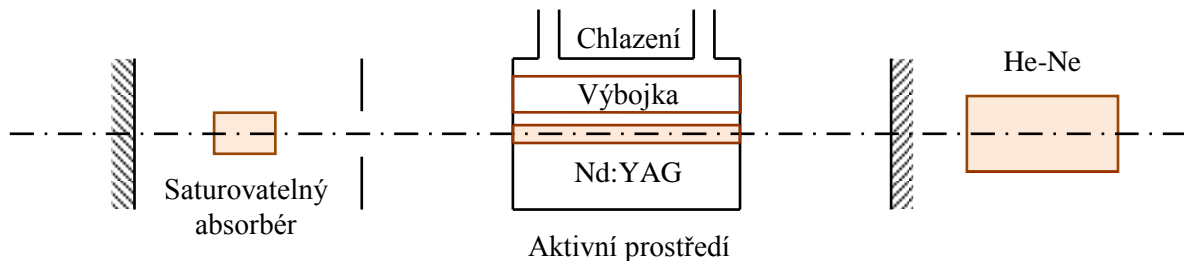 Chlazení
He-Ne
Výbojka
Nd:YAG
Saturovatelný
absorbér
Aktivní prostředí